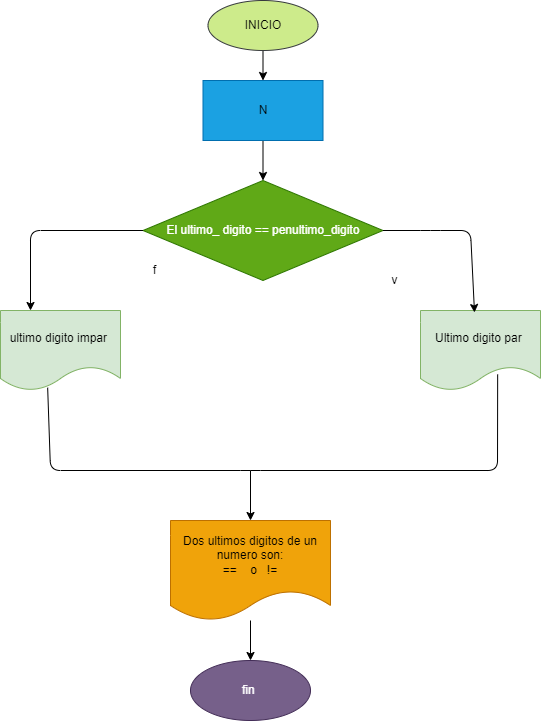 INICIO
N
El ultimo_ digito == penultimo_digito
f
v
ultimo digito impar
Ultimo digito par
Dos ultimos digitos de un
numero son:
== o !=
fin